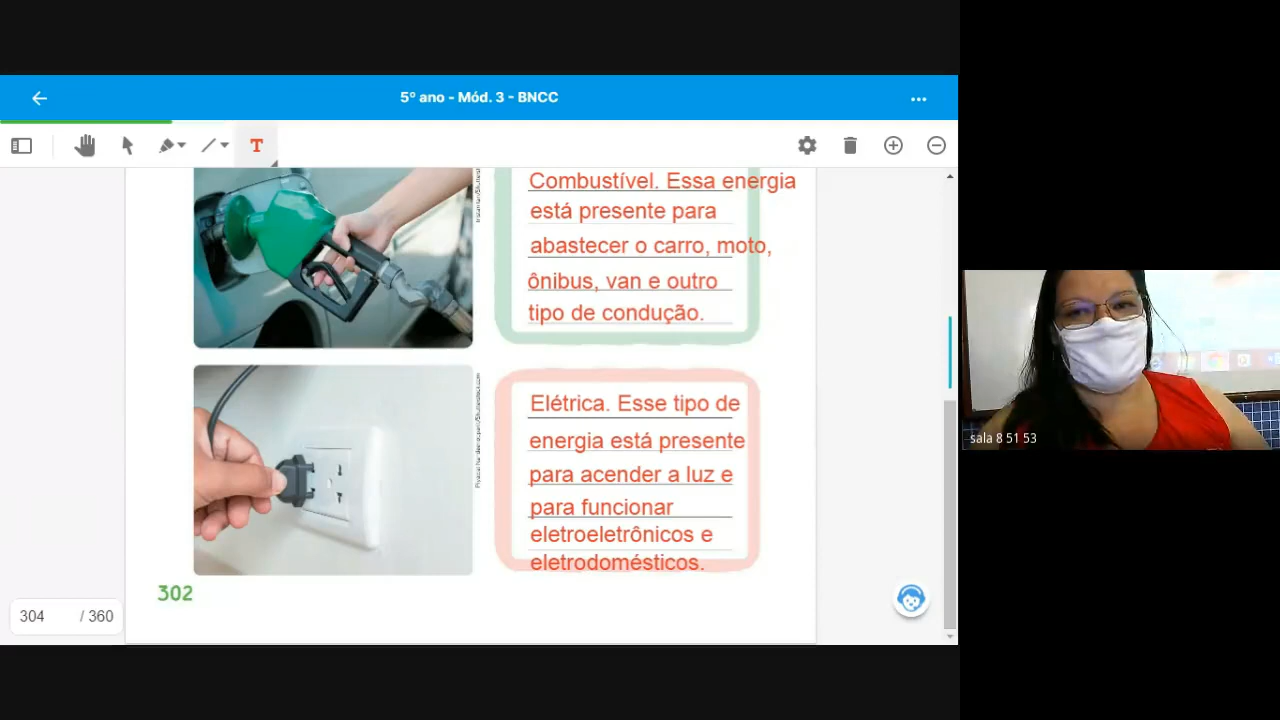 5º ano - Mód. 3 - BNCC
T
Combustível. Essa energia
está presente para
abastecer o carro, moto,
ônibus, van e outro
tipo de condução.
Elétrica. Esse tipo de
energia está presente
para acender a luz e
para funcionar
eletroeletrônicos e
eletrodomésticos.
302
304 / 360
sala 8 51 53